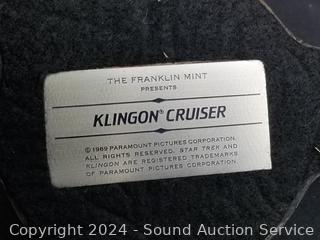 THE FRANKLIN MINT
PRESENTS
KLINGON® CRUISER
© 1989 PARAMOUNT PICTURES CORPORATION.
ALL RIGHTS RESERVED. STAR TREK AND
KLINGON ARE REGISTERED TRADEMARKS
OF PARAMOUNT PICTURES CORPORATION.
Copyright 2024 - Sound Auction Service